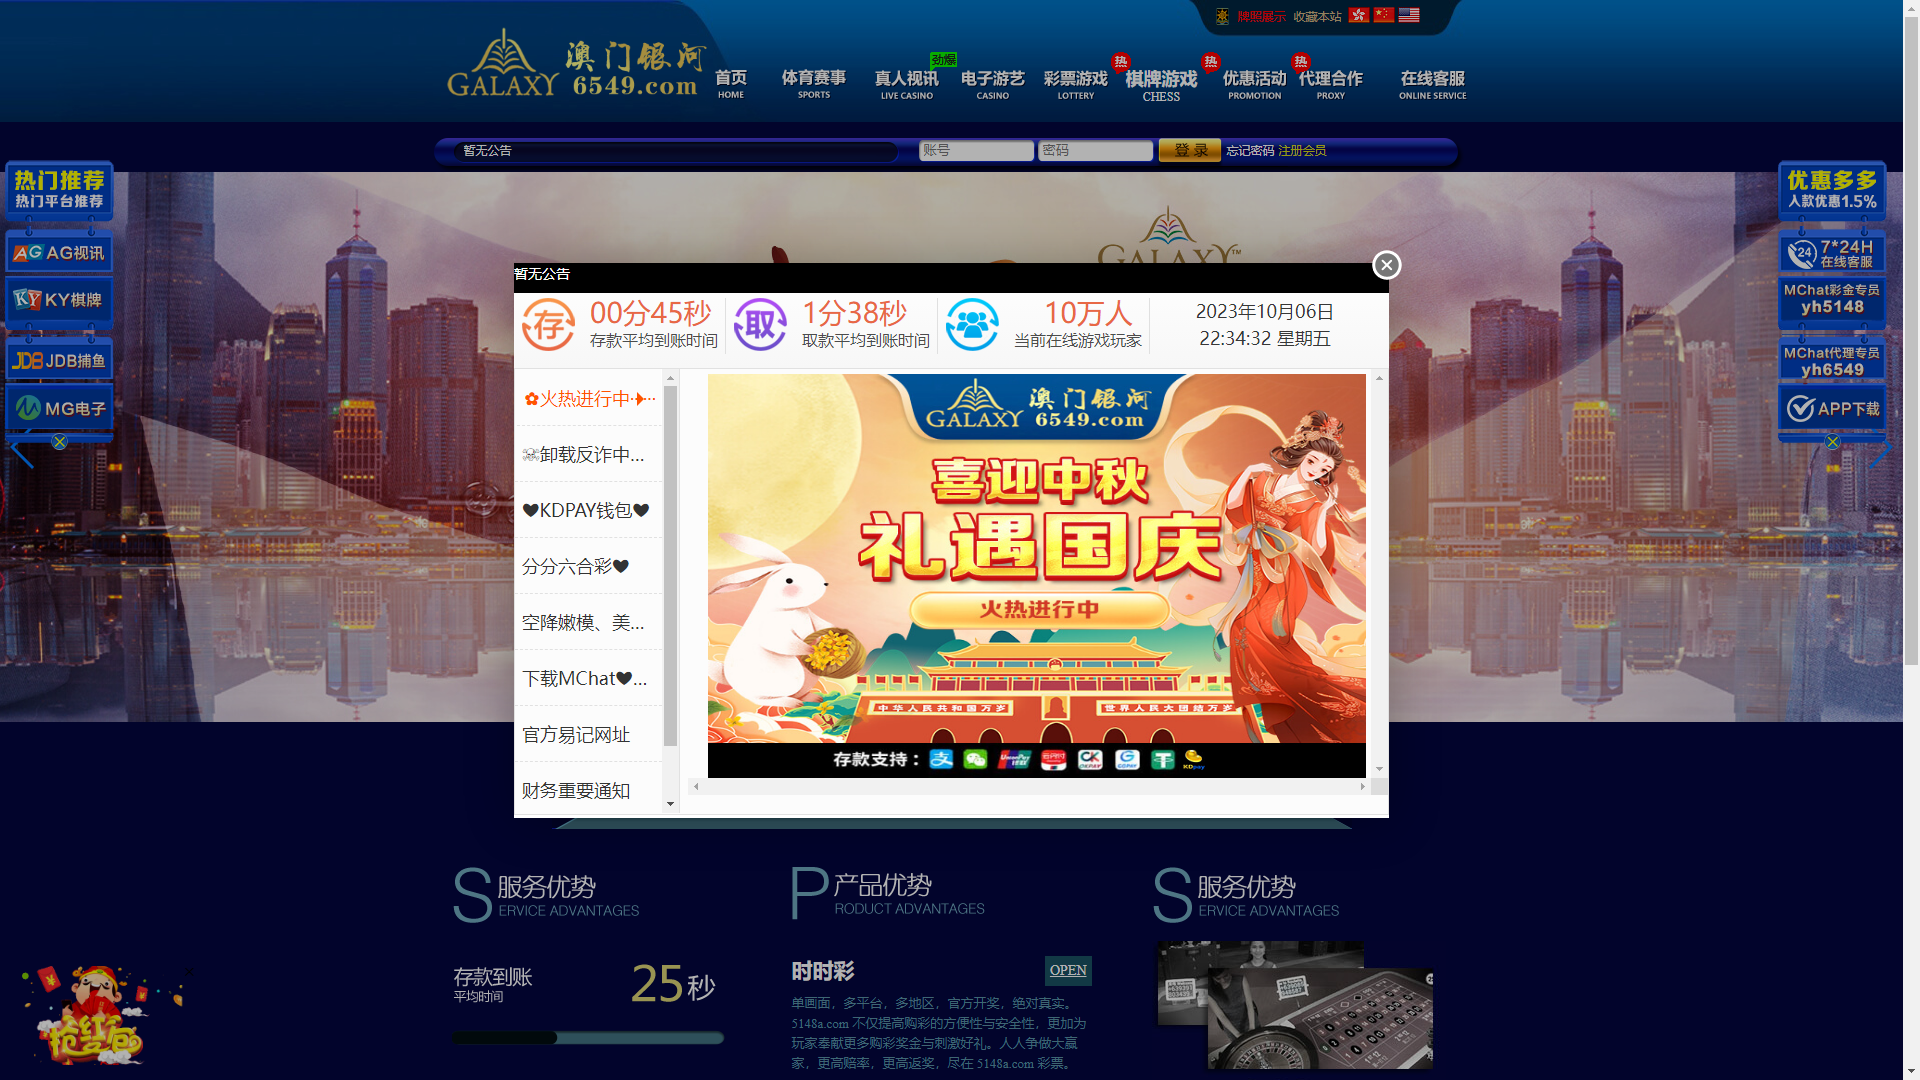 牌照展示 收藏本站
GALAXY 澳门银河 6549.com
首页 体育赛事 真人视讯 劲爆 电子游艺 彩票游戏 热 棋牌游戏 热 优惠活动 热 代理合作 在线客服
HOME SPORTS LIVE CASINO CASINO LOTTERY CHESS PROMOTION PROXY ONLINE SERVICE
暂无公告 账号 密码 登 录 忘记密码 注册会员
热门推荐
热门平台推荐
AG AG视讯
KY KY棋牌
JDB JDB捕鱼
MG电子
优惠多多
入款优惠1.5%
24 7*24H
在线客服
MChat彩金专员
yh5148
MChat代理专员
yh6549
APP下载
GALAXY™
暂无公告
存 00分45秒
存款平均到账时间
取 1分38秒
取款平均到账时间
10万人
当前在线游戏玩家
2023年10月06日
22:34:32 星期五
✿火热进行中✈···
☠卸载反诈中...
♥KDPAY钱包♥
分分六合彩♥
空降嫩模、美...
下载MChat♥...
官方易记网址
财务重要通知
GALAXY 澳门银河 6549.com
喜迎中秋
礼遇国庆
火热进行中
中华人民共和国万岁 世界人民大团结万岁
存款支持：
服务优势
SERVICE ADVANTAGES
产品优势
PRODUCT ADVANTAGES
服务优势
SERVICE ADVANTAGES
存款到账
平均时间
25秒
时时彩 OPEN
单画面，多平台，多地区，官方开奖，绝对真实。
5148a.com 不仅提高购彩的方便性与安全性，更加为
玩家奉献更多购彩奖金与刺激好礼。人人争做大赢
家，更高赔率，更高返奖，尽在 5148a.com 彩票。
抢红包